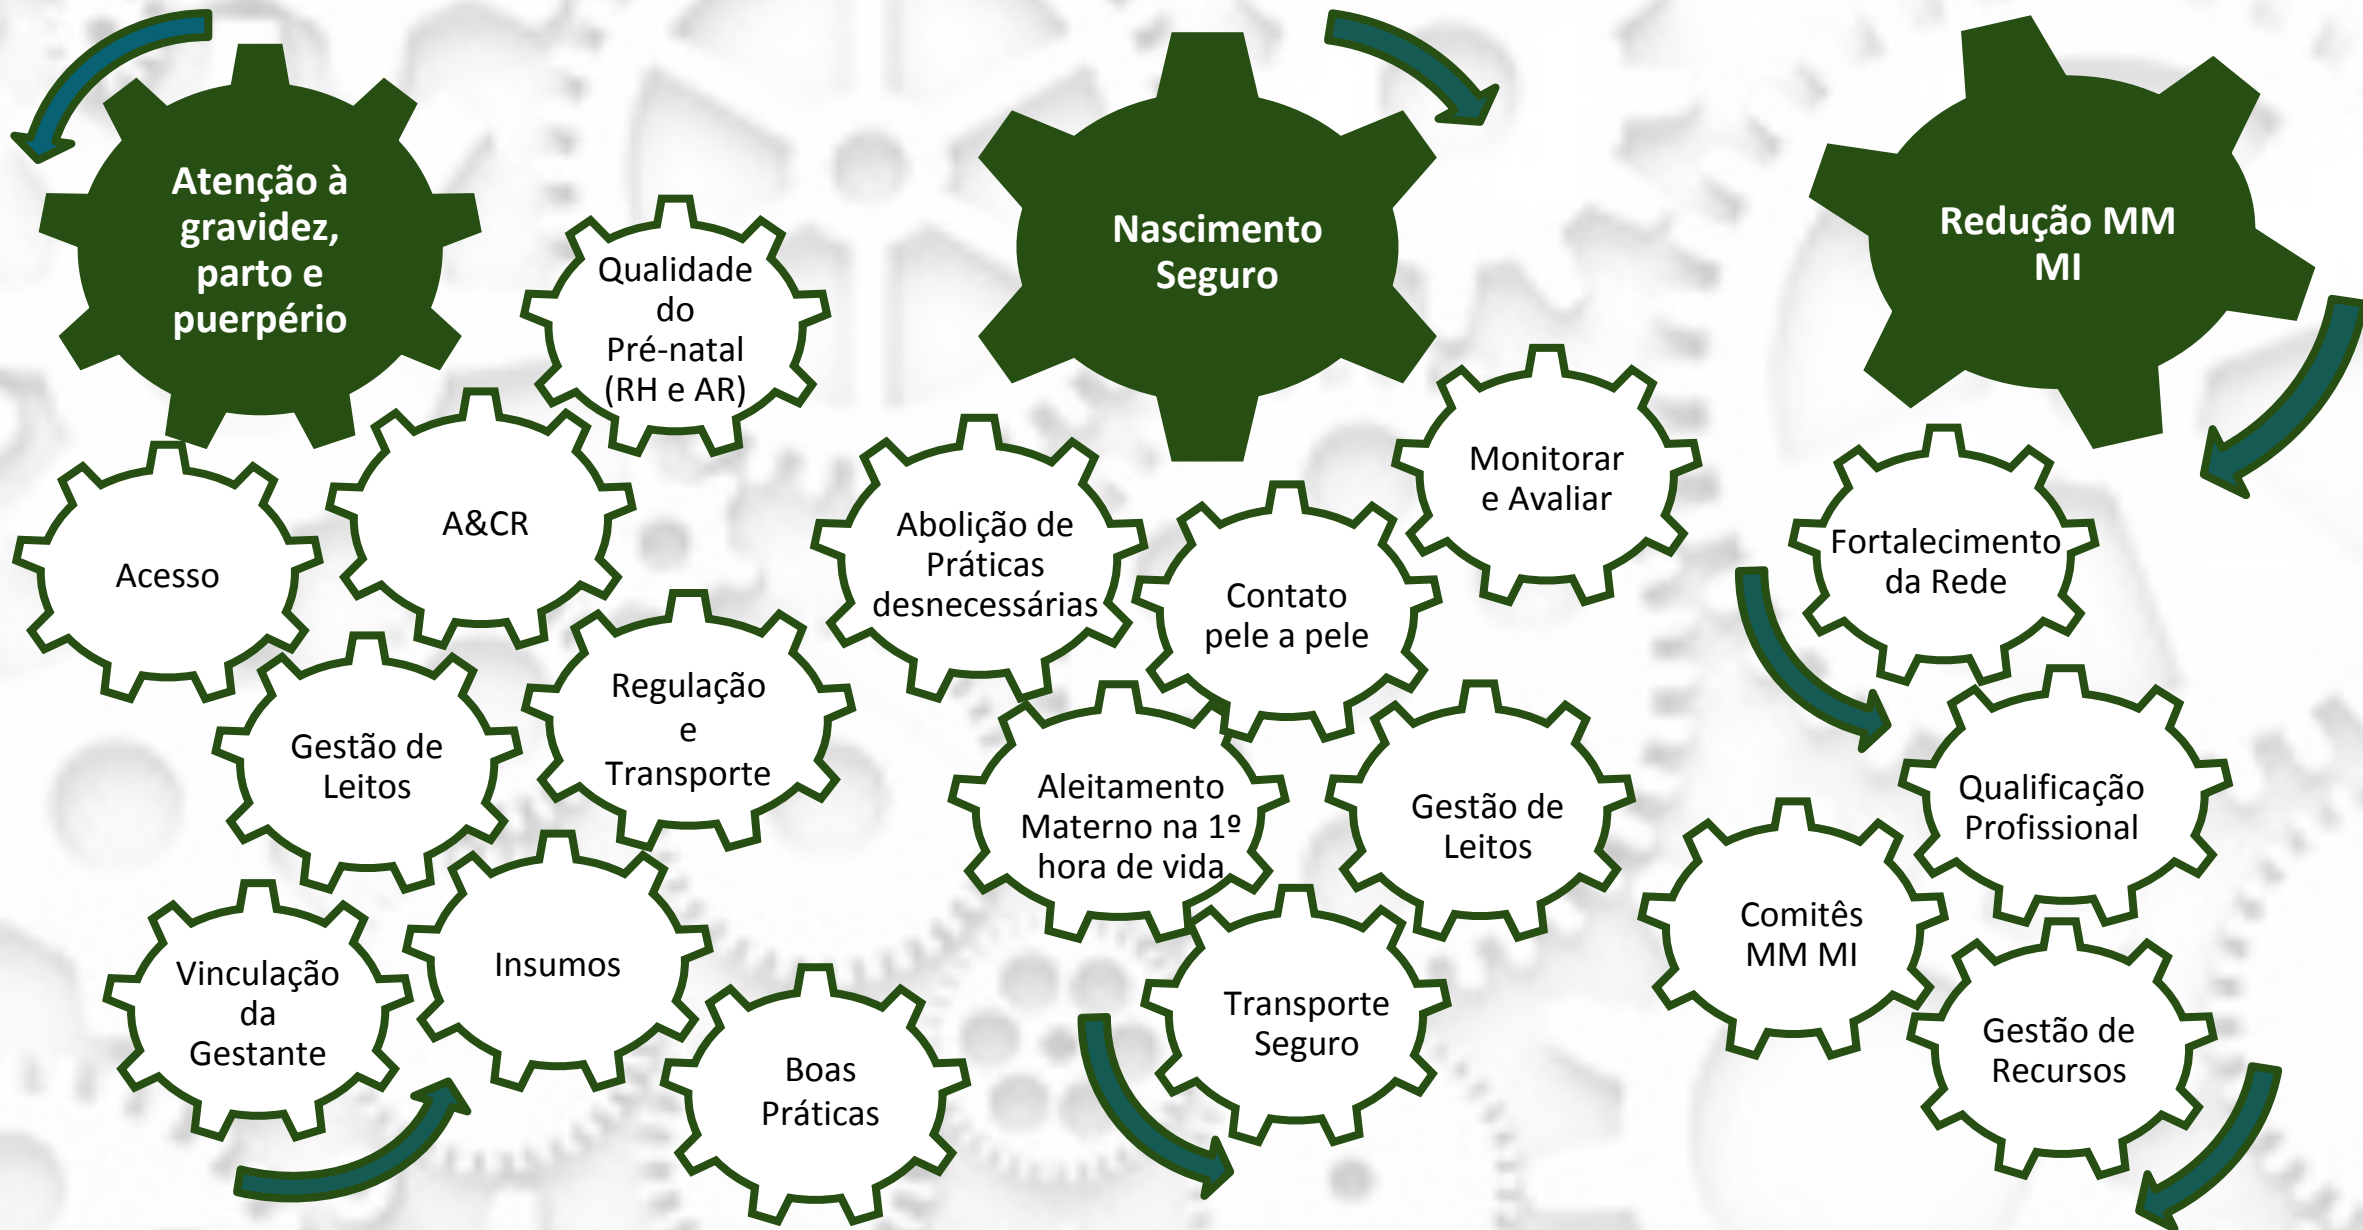 Atenção à
gravidez,
parto e
puerpério
Qualidade
do
Pré-natal
(RH e AR)
A&CR
Acesso
Regulação
e
Transporte
Gestão de
Leitos
Insumos
Vinculação
da
Gestante
Boas
Práticas
Nascimento
Seguro
Monitorar
e Avaliar
Abolição de
Práticas
desnecessárias
Contato
pele a pele
Aleitamento
Materno na 1º
hora de vida
Gestão de
Leitos
Transporte
Seguro
Redução MM
MI
Fortalecimento
da Rede
Qualificação
Profissional
Comitês
MM MI
Gestão de
Recursos